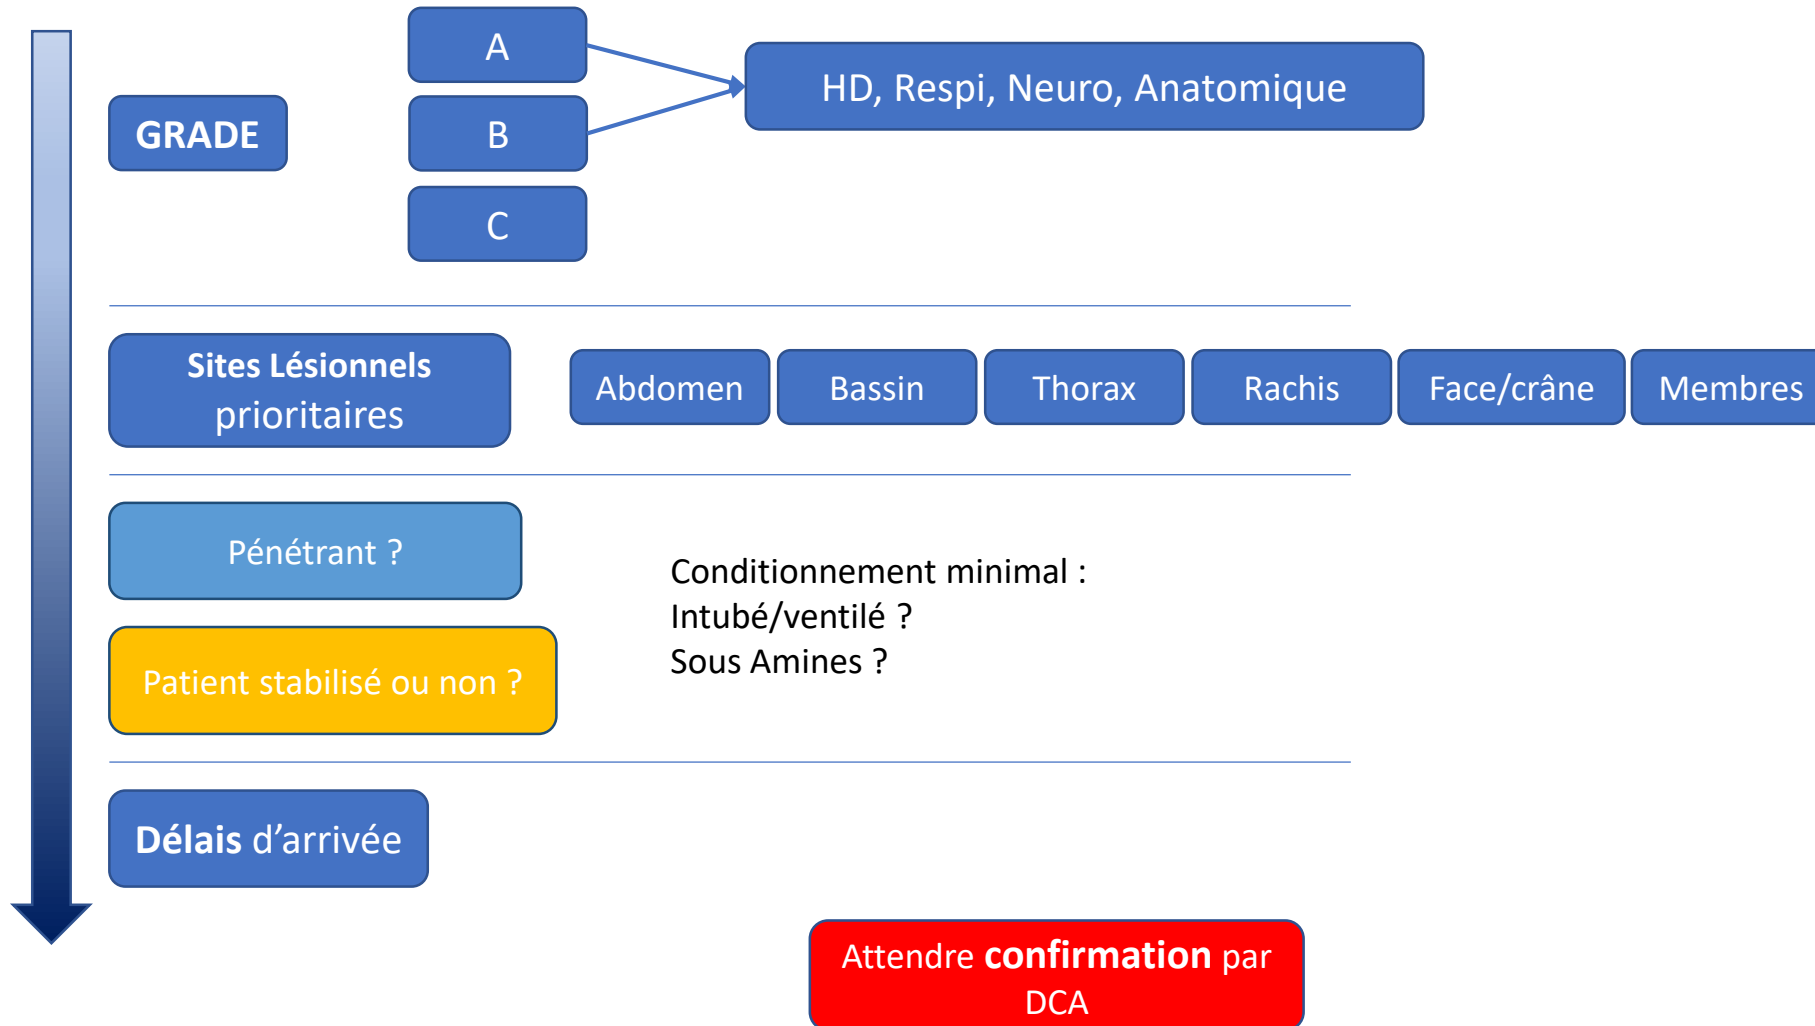 A
HD, Respi, Neuro, Anatomique
GRADE
B
C
Sites Lésionnels
prioritaires
Abdomen
Bassin
Thorax
Rachis
Face/crâne
Membres
Pénétrant ?
Conditionnement minimal :
Intubé/ventilé ?
Sous Amines ?
Patient stabilisé ou non ?
Délais d’arrivée
Attendre confirmation par
DCA